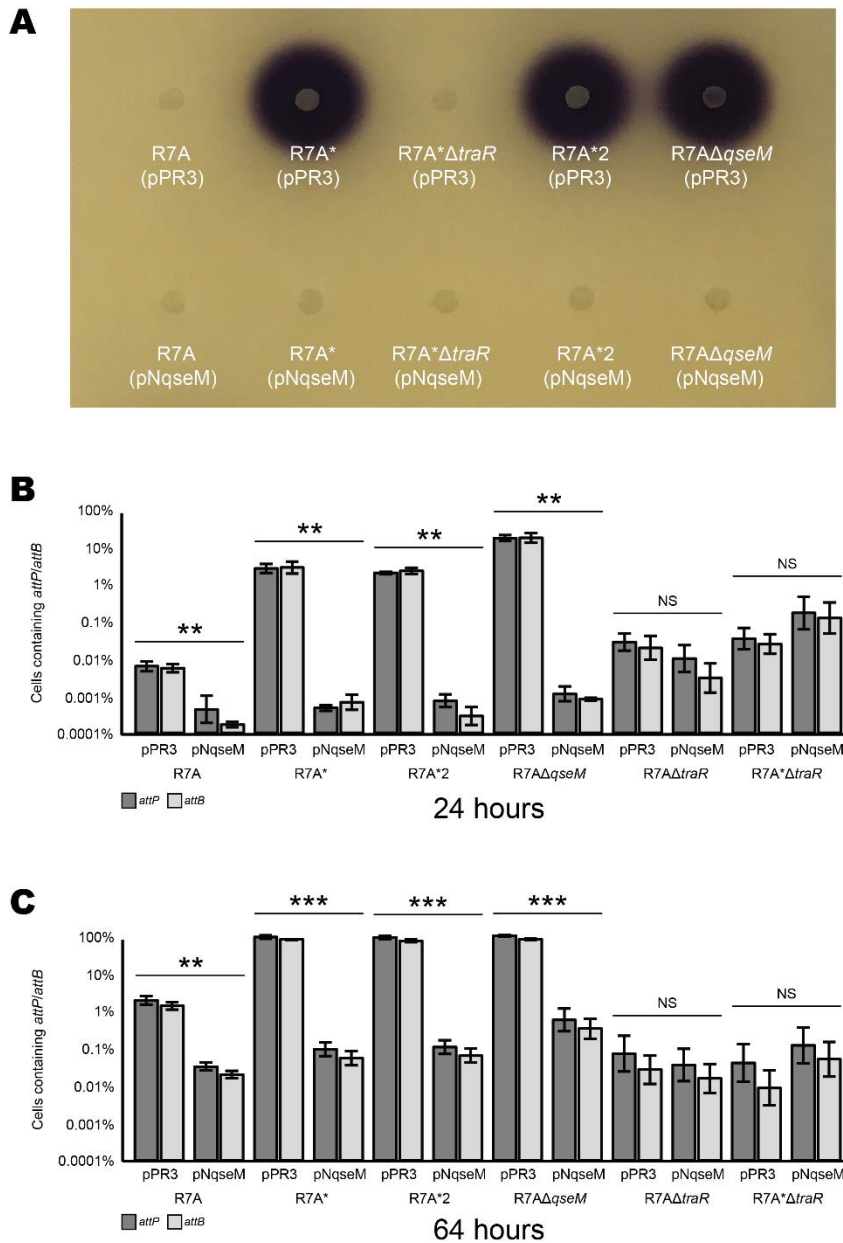 A
R7A R7A* R7A*ΔtraR R7A*2 R7AΔqseM
(pPR3) (pPR3) (pPR3) (pPR3) (pPR3)
R7A R7A* R7A*ΔtraR R7A*2 R7AΔqseM
(pNqseM) (pNqseM) (pNqseM) (pNqseM) (pNqseM)
B
Cells containing attP/attB
100%
10%
1%
0.1%
0.01%
0.001%
0.0001%
** ** ** ** NS NS
pPR3 pNqseM pPR3 pNqseM pPR3 pNqseM pPR3 pNqseM pPR3 pNqseM pPR3 pNqseM
R7A R7A* R7A*2 R7AΔqseM R7AΔtraR R7A*ΔtraR
attP attB
24 hours
C
Cells containing attP/attB
100%
10%
1%
0.1%
0.01%
0.001%
0.0001%
** *** *** *** NS NS
pPR3 pNqseM pPR3 pNqseM pPR3 pNqseM pPR3 pNqseM pPR3 pNqseM pPR3 pNqseM
R7A R7A* R7A*2 R7AΔqseM R7AΔtraR R7A*ΔtraR
attP attB
64 hours